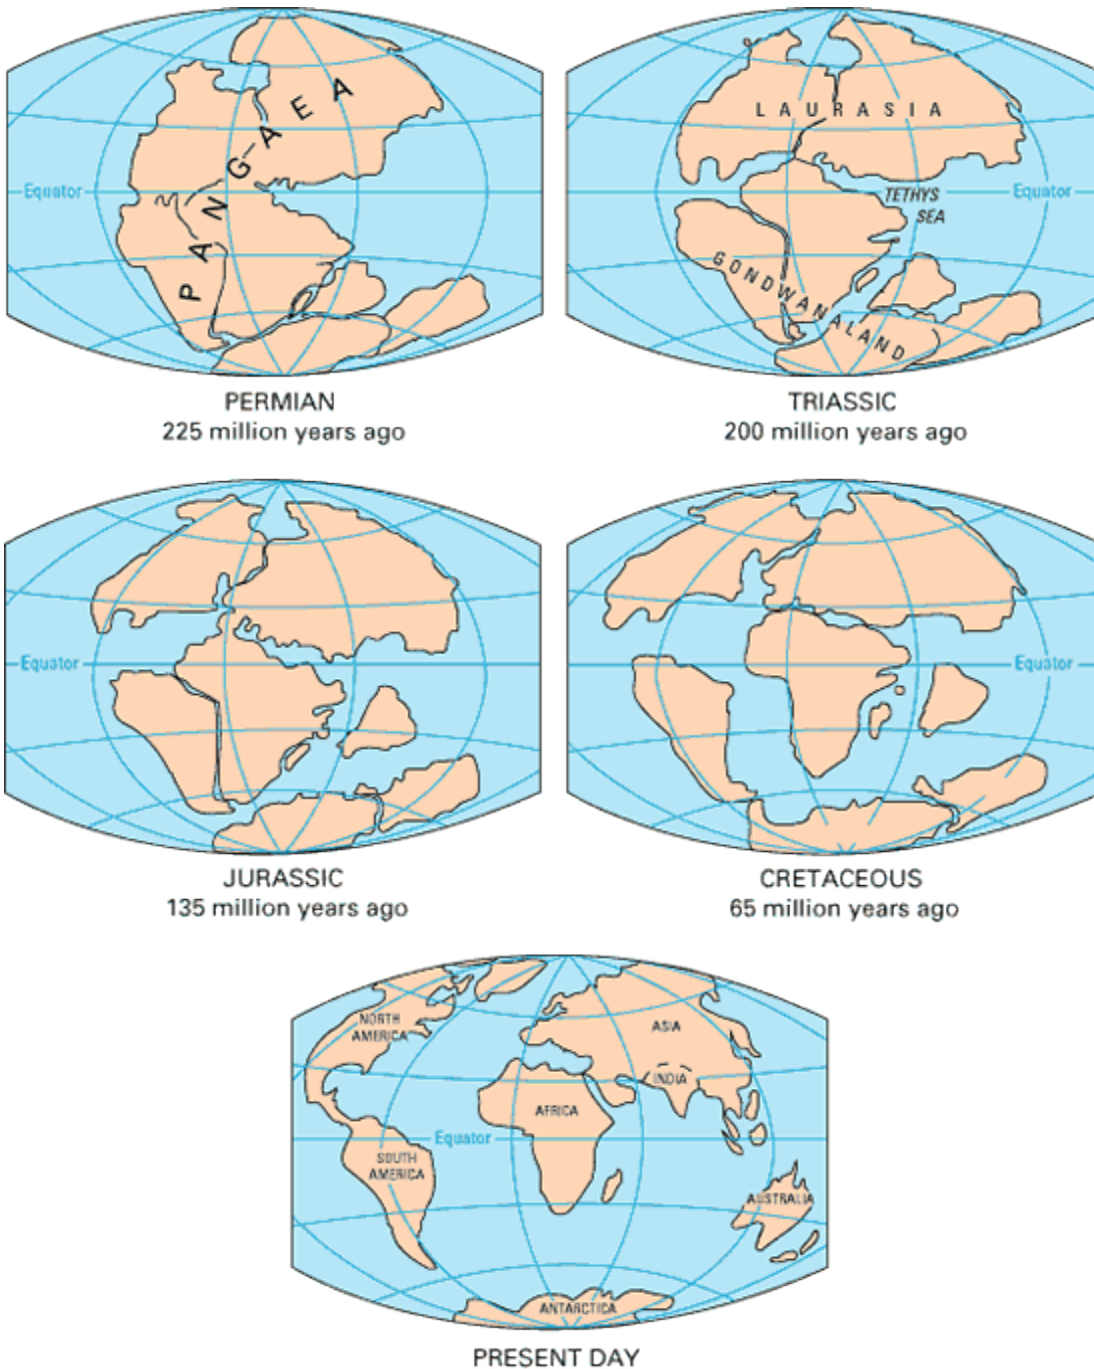 PANGAEA
Equator
PERMIAN
225 million years ago
LAURASIA
TETHYS
SEA
Equator
GONDWANALAND
TRIASSIC
200 million years ago
Equator
JURASSIC
135 million years ago
Equator
CRETACEOUS
65 million years ago
NORTH
AMERICA
ASIA
INDIA
AFRICA
Equator
SOUTH
AMERICA
AUSTRALIA
ANTARCTICA
PRESENT DAY